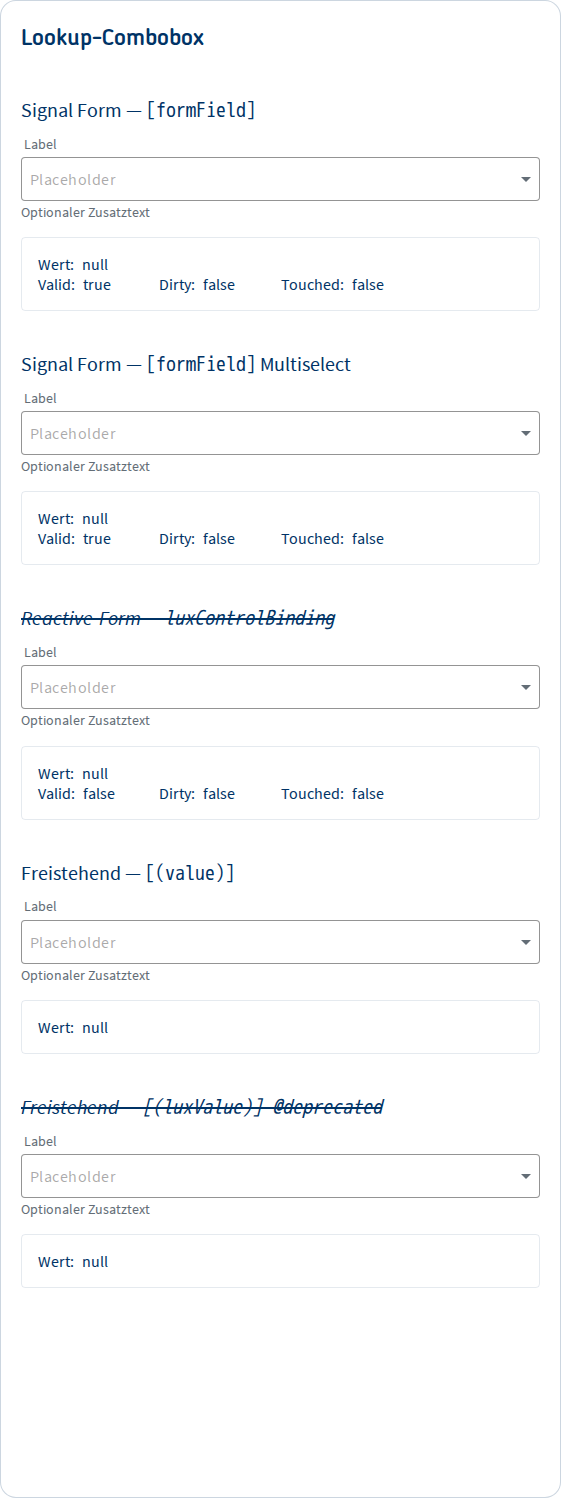 Lookup-Combobox
Signal Form — [formField]
Label
Placeholder
Optionaler Zusatztext
Wert: null
Valid: true Dirty: false Touched: false
Signal Form — [formField] Multiselect
Label
Placeholder
Optionaler Zusatztext
Wert: null
Valid: true Dirty: false Touched: false
Reactive Form — luxControlBinding
Label
Placeholder
Optionaler Zusatztext
Wert: null
Valid: false Dirty: false Touched: false
Freistehend — [(value)]
Label
Placeholder
Optionaler Zusatztext
Wert: null
Freistehend — [(luxValue)] @deprecated
Label
Placeholder
Optionaler Zusatztext
Wert: null